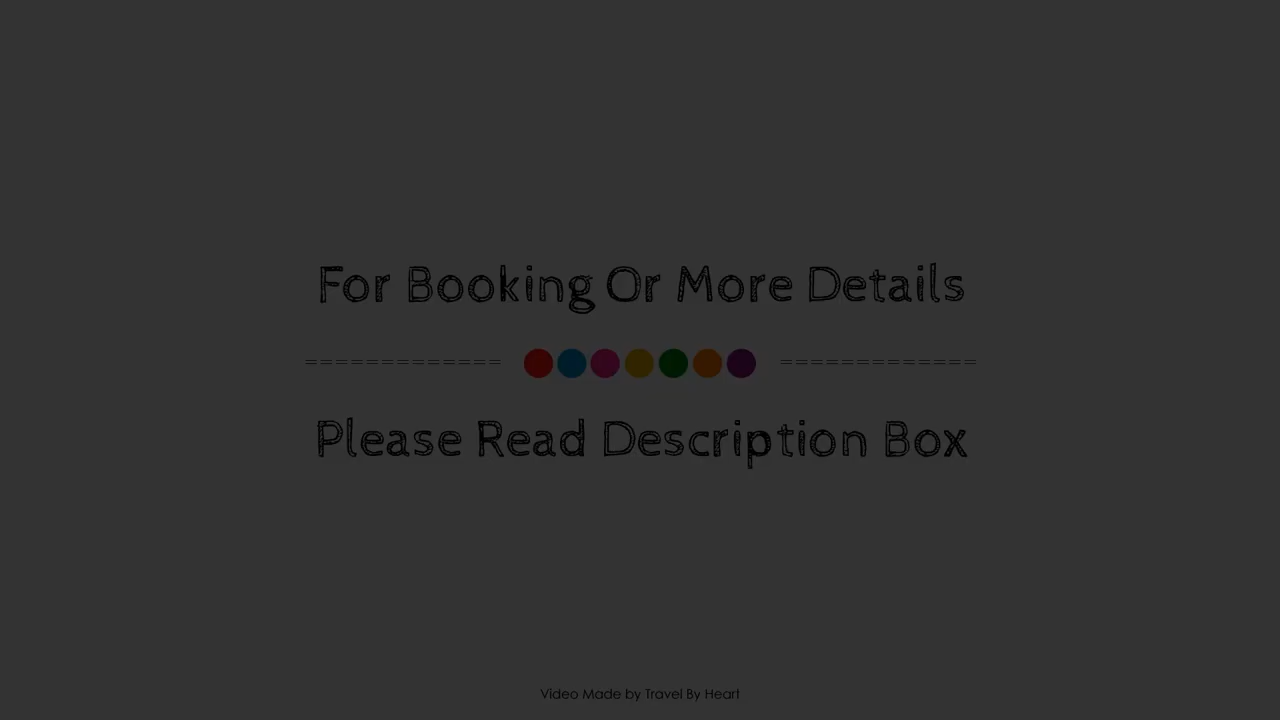 For Booking Or More Details
============= =============
Please Read Description Box
Video Made by Travel By Heart